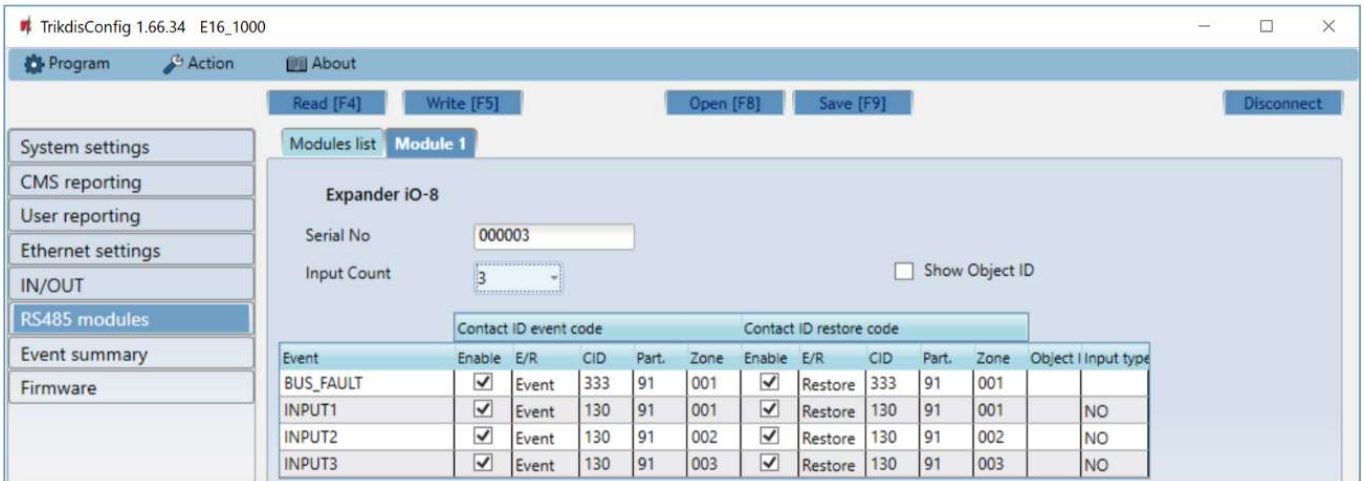 TrikdisConfig 1.66.34 E16_1000
Program Action About
Read [F4] Write [F5] Open [F8] Save [F9] Disconnect
System settings
CMS reporting
User reporting
Ethernet settings
IN/OUT
RS485 modules
Event summary
Firmware
Modules list Module 1
Expander iO-8
Serial No 000003
Input Count 3 Show Object ID
Contact ID event code Contact ID restore code
Event Enable E/R CID Part. Zone Enable E/R CID Part. Zone Object I Input type
BUS_FAULT Event 333 91 001 Restore 333 91 001
INPUT1 Event 130 91 001 Restore 130 91 001 NO
INPUT2 Event 130 91 002 Restore 130 91 002 NO
INPUT3 Event 130 91 003 Restore 130 91 003 NO